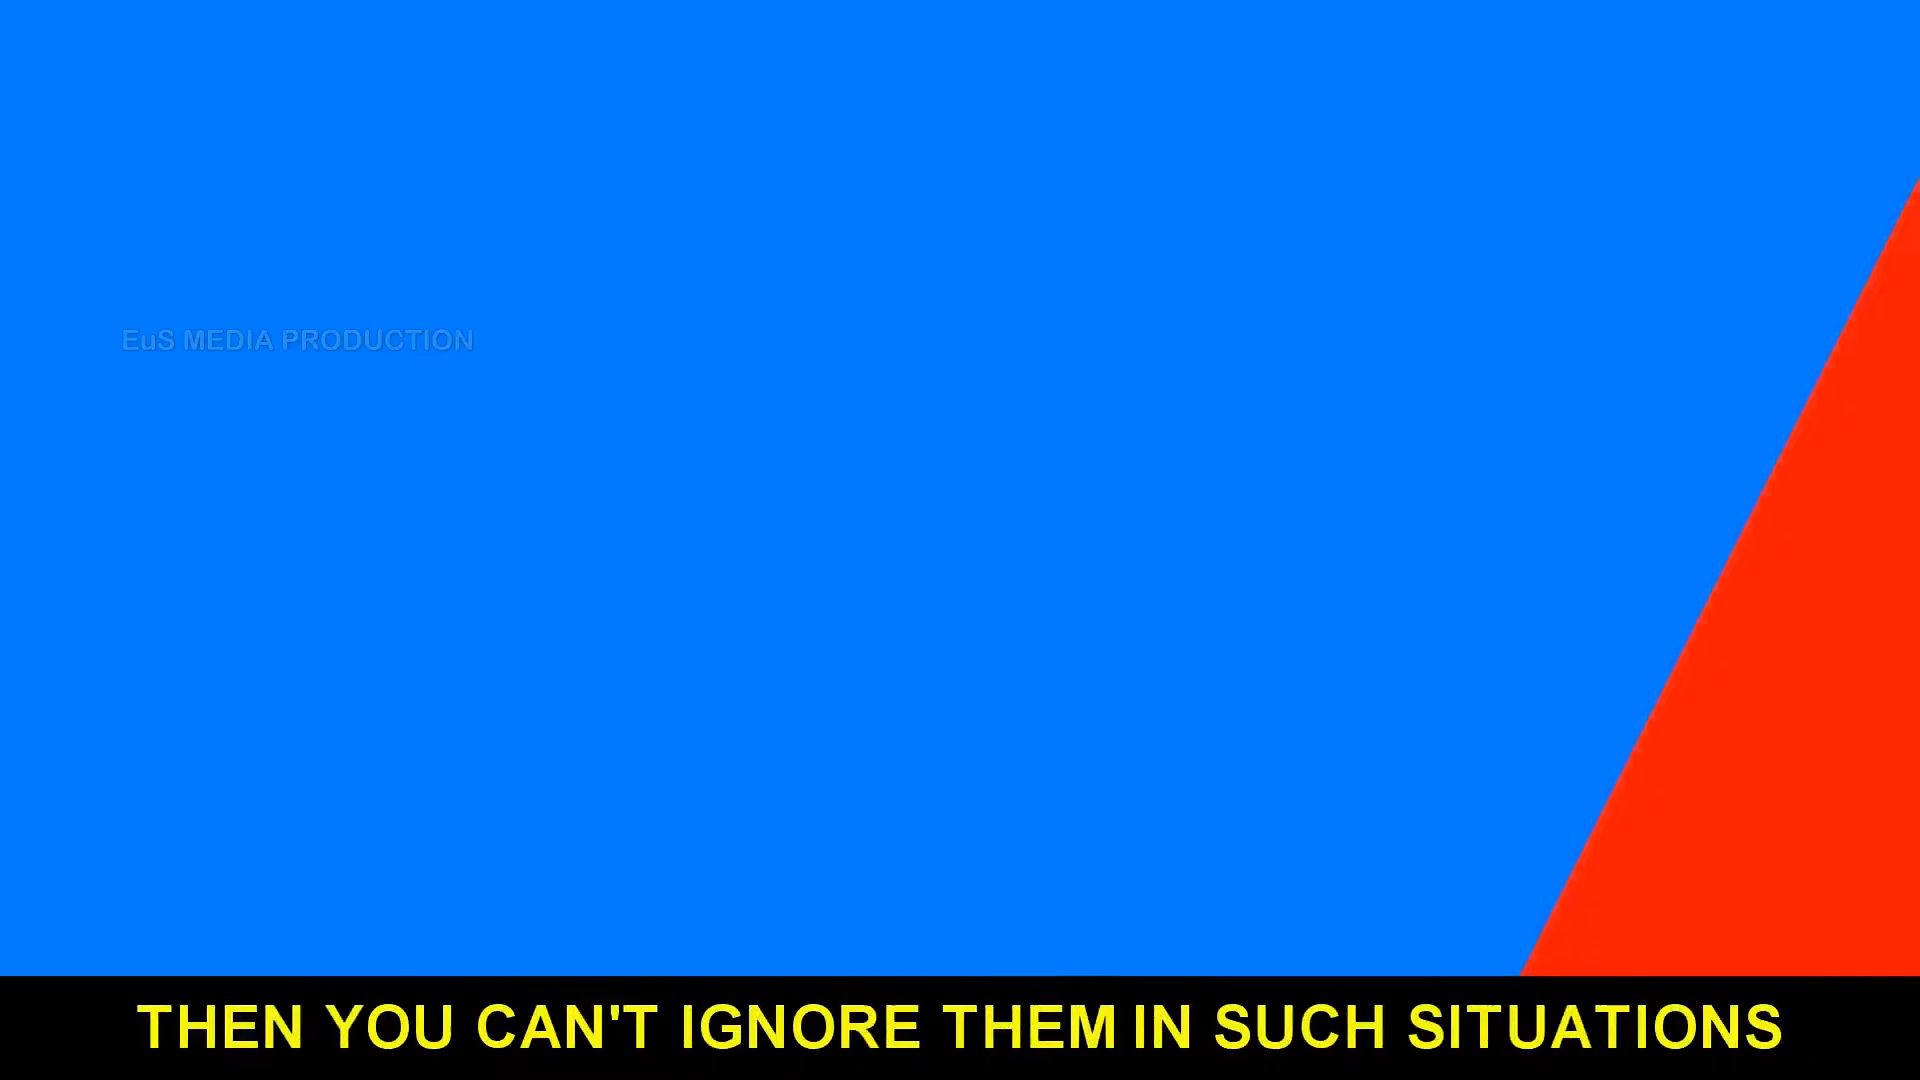 EuS MEDIA PRODUCTION
THEN YOU CAN'T IGNORE THEM IN SUCH SITUATIONS